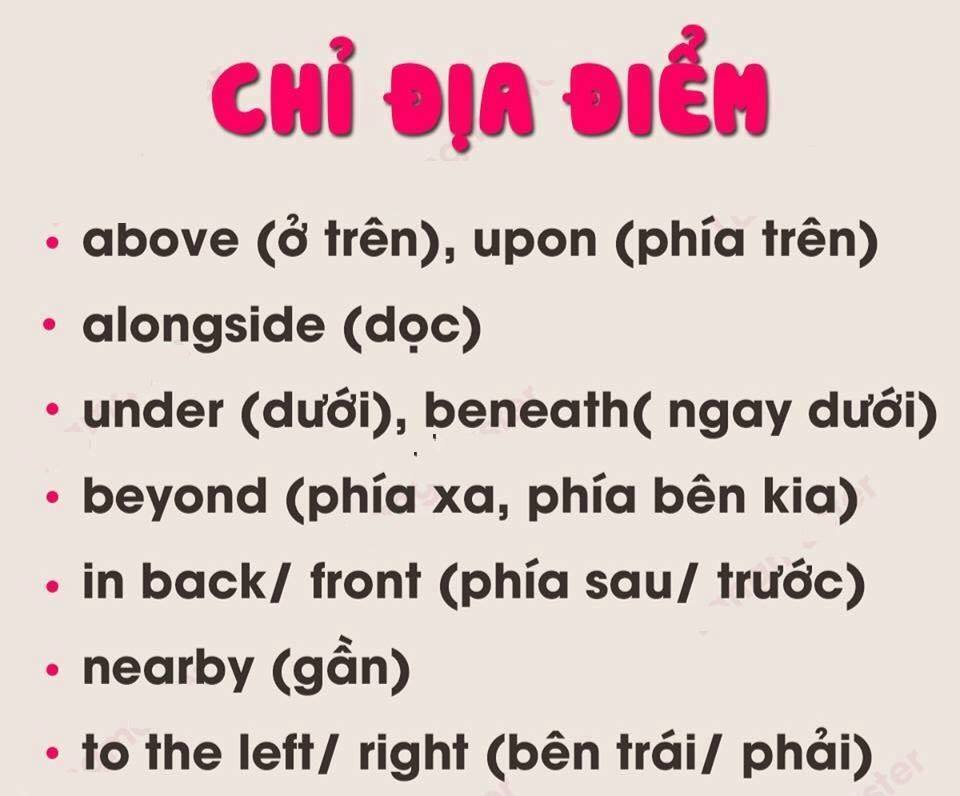 CHỈ ĐỊA ĐIỂM
• above (ở trên), upon (phía trên)
• alongside (dọc)
• under (dưới), beneath( ngay dưới)
• beyond (phía xa, phía bên kia)
• in back/ front (phía sau/ trước)
• nearby (gần)
• to the left/ right (bên trái/ phải)